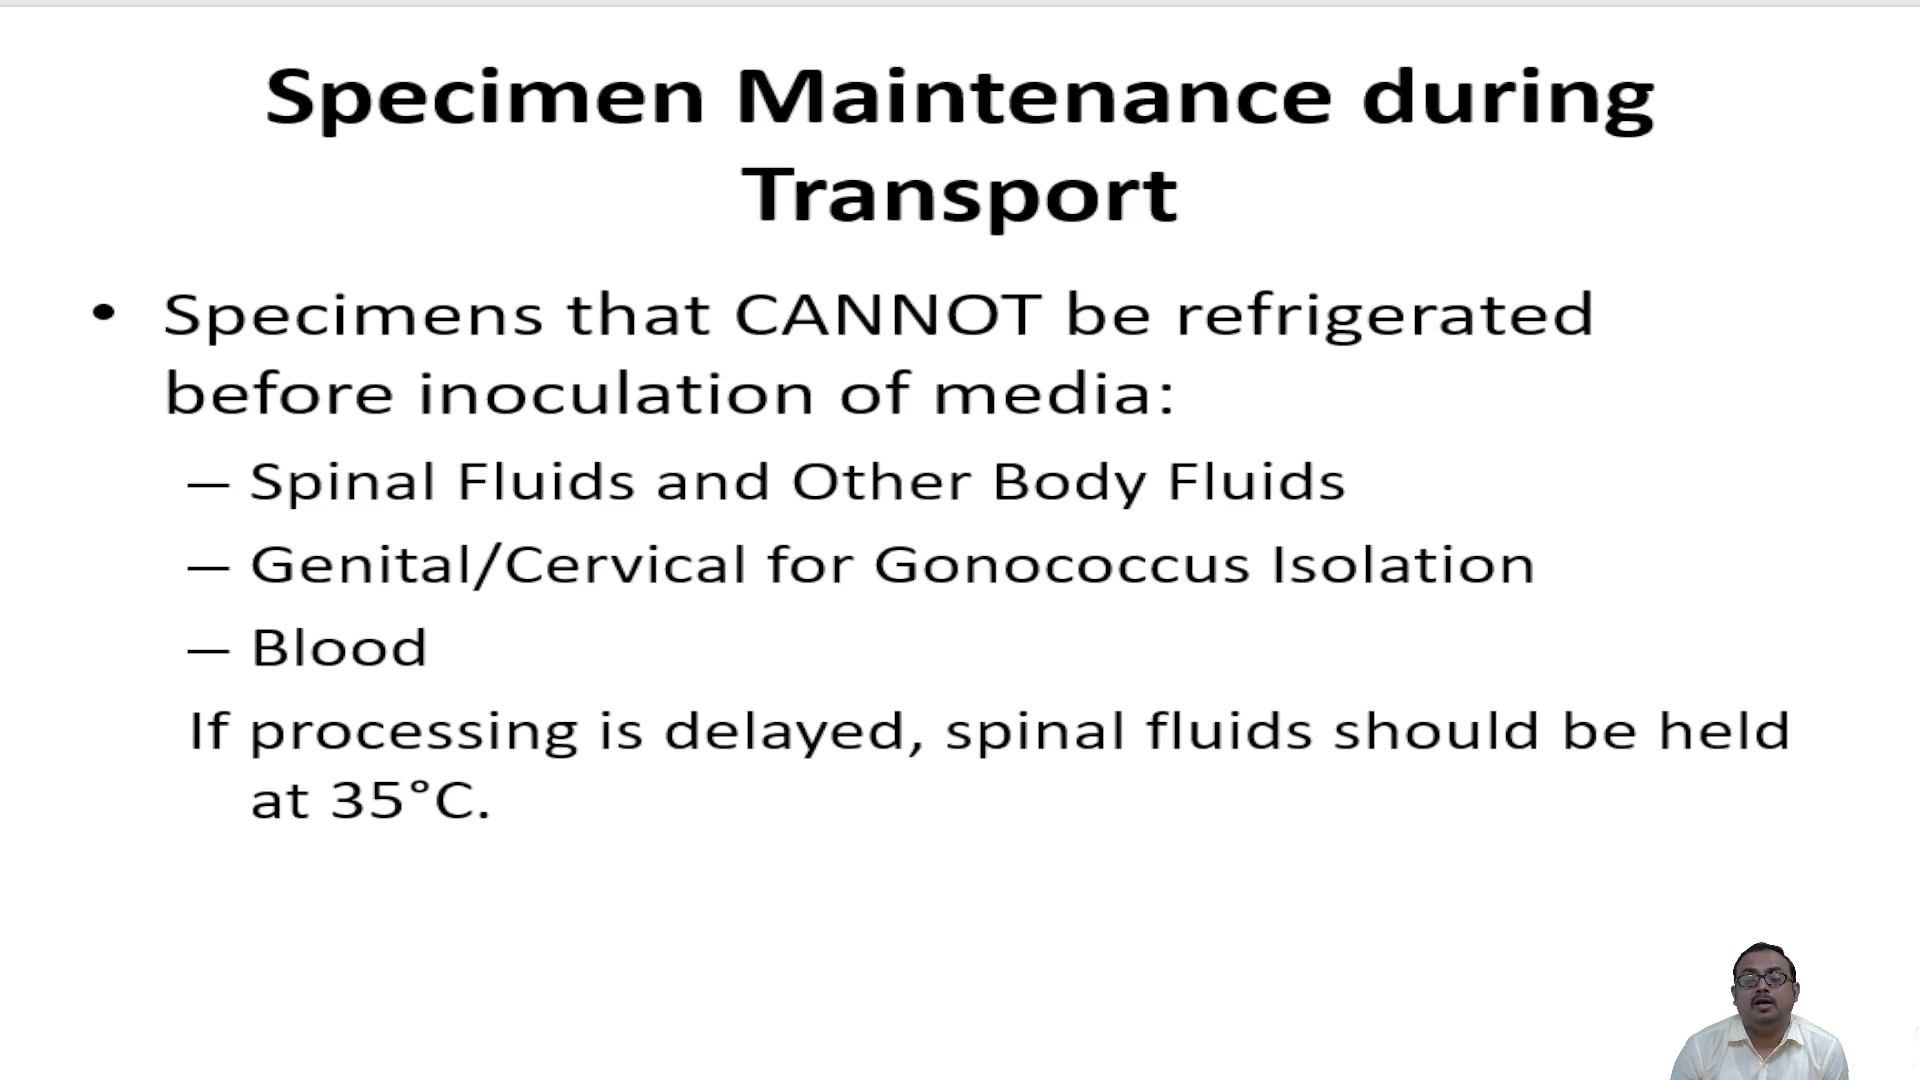 Specimen Maintenance during
Transport
• Specimens that CANNOT be refrigerated
before inoculation of media:
– Spinal Fluids and Other Body Fluids
– Genital/Cervical for Gonococcus Isolation
– Blood
If processing is delayed, spinal fluids should be held
at 35°C.